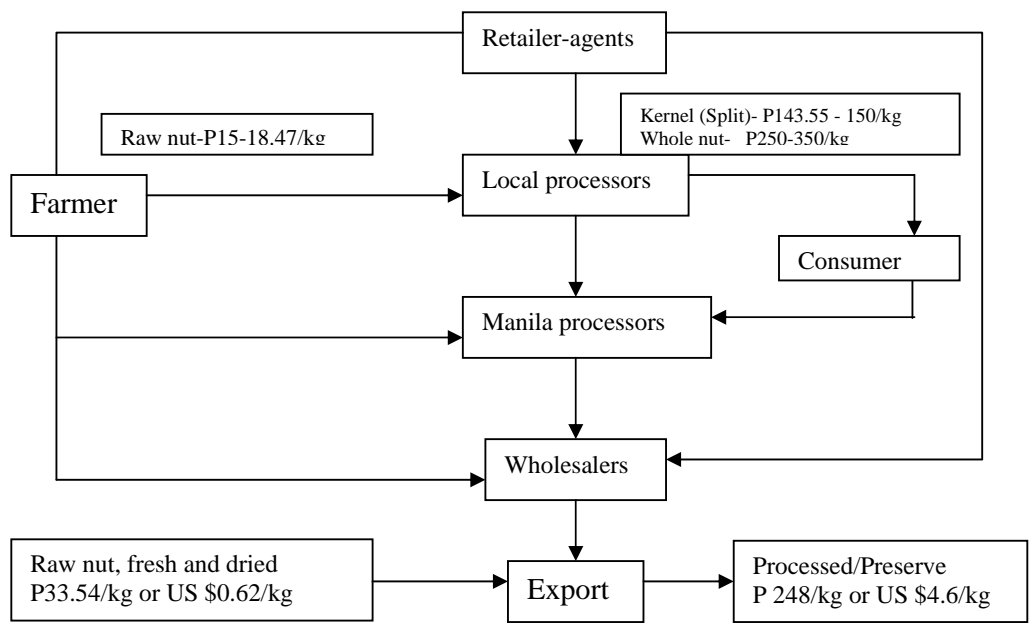 Retailer-agents
Raw nut-P15-18.47/kg
Kernel (Split)- P143.55 - 150/kg
Whole nut- P250-350/kg
Local processors
Farmer
Consumer
Manila processors
Wholesalers
Raw nut, fresh and dried
P33.54/kg or US $0.62/kg
Export
Processed/Preserve
P 248/kg or US $4.6/kg